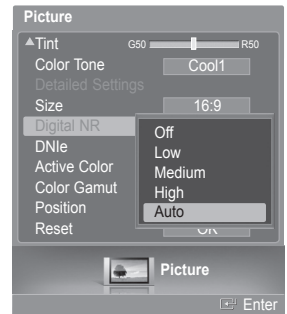 Picture
▲Tint G50 R50
Color Tone Cool1
Detailed Settings
Size 16:9
Digital NR
Off
DNIe
Low
Active Color
Medium
Color Gamut
High
Position
Auto
Reset OK
Picture
Enter